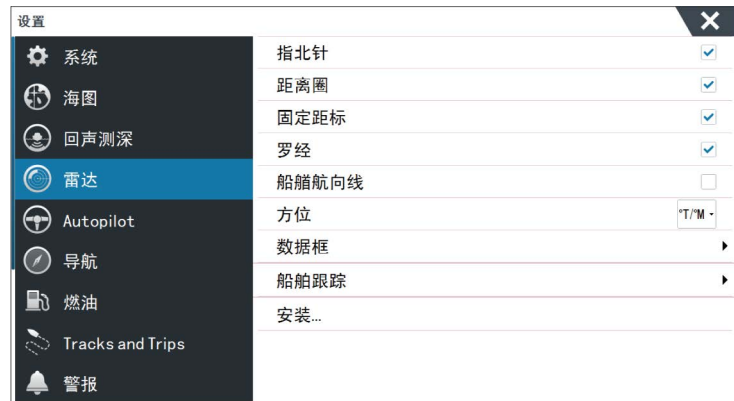 设置
系统
海图
回声测深
雷达
Autopilot
导航
燃油
Tracks and Trips
警报
指北针
距离圈
固定距标
罗经
船艏航向线
方位
°T/°M
数据框
船舶跟踪
安装...